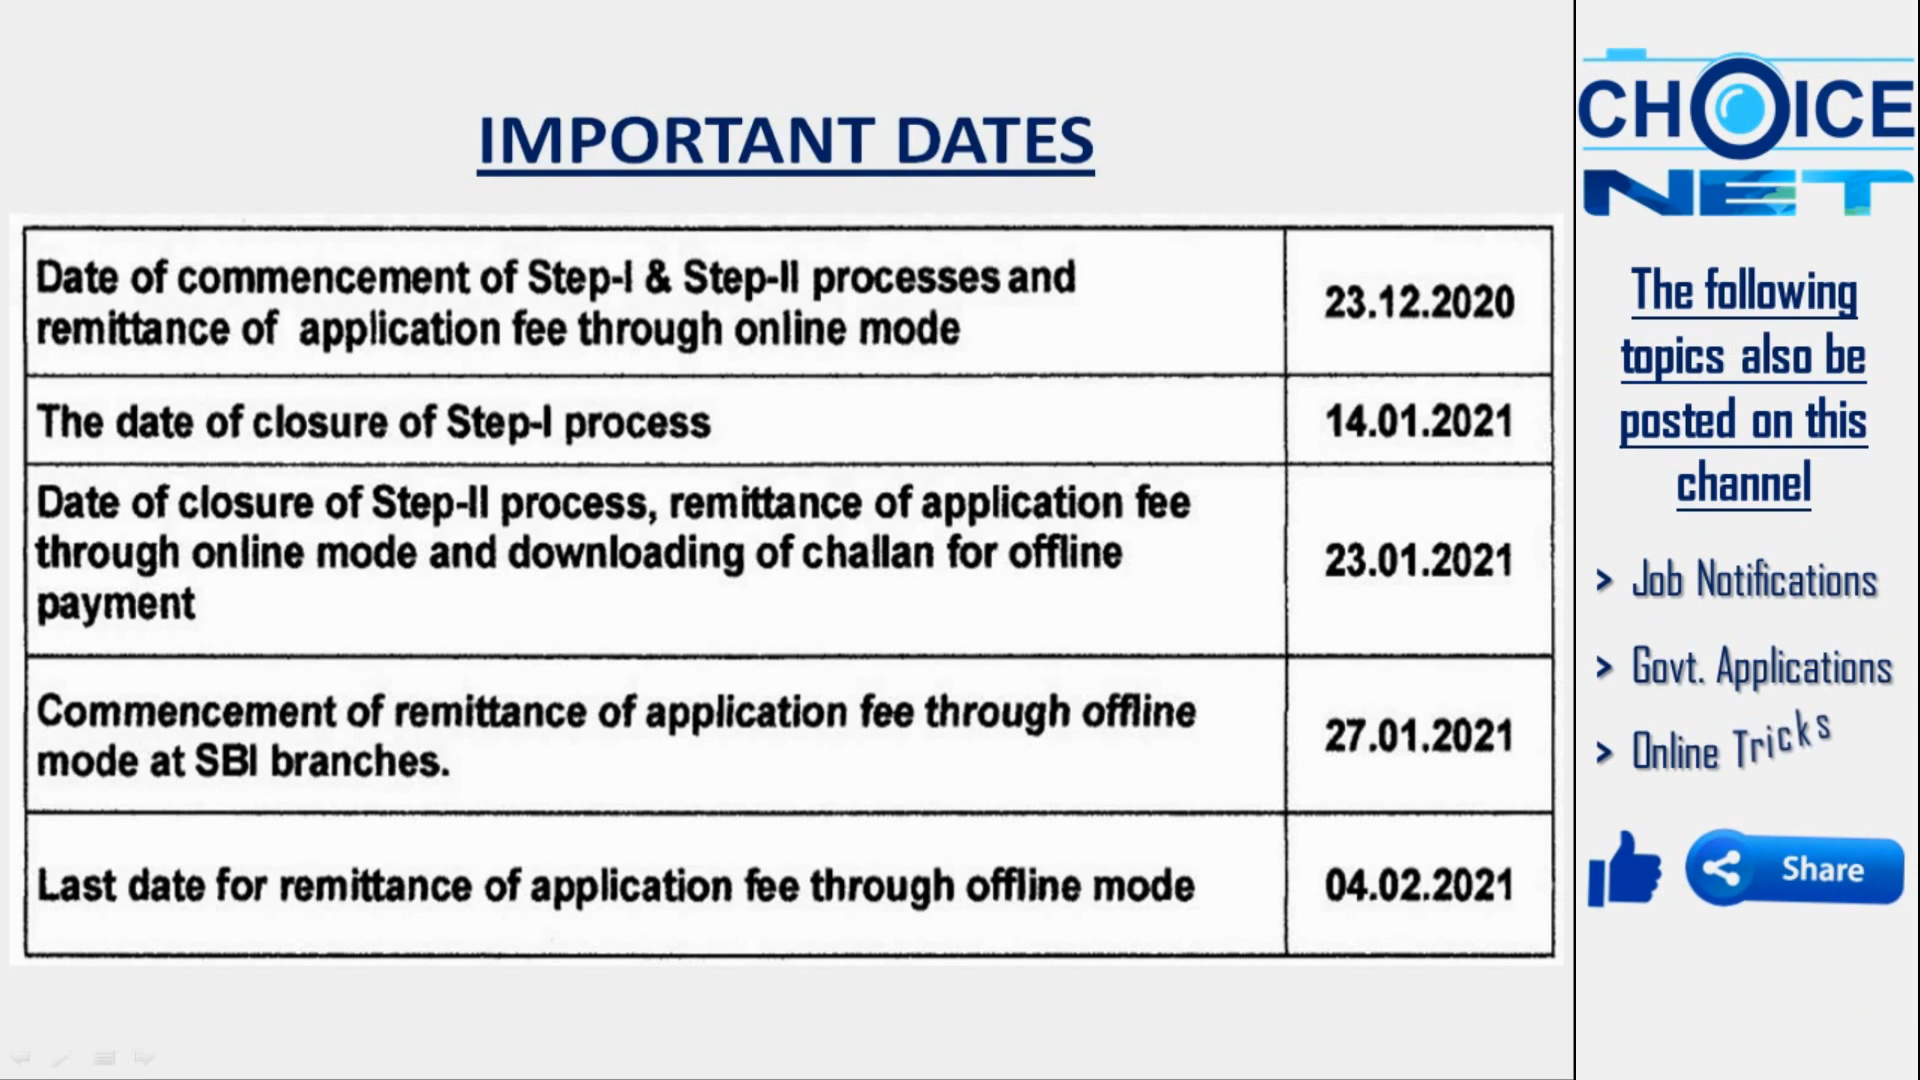 IMPORTANT DATES
Date of commencement of Step-I & Step-II processes and
remittance of application fee through online mode
23.12.2020
The date of closure of Step-I process
14.01.2021
Date of closure of Step-II process, remittance of application fee
through online mode and downloading of challan for offline
payment
23.01.2021
Commencement of remittance of application fee through offline
mode at SBI branches.
27.01.2021
Last date for remittance of application fee through offline mode
04.02.2021
CHOICE
NET
The following
topics also be
posted on this
channel
> Job Notifications
> Govt. Applications
> Online Tricks
Share